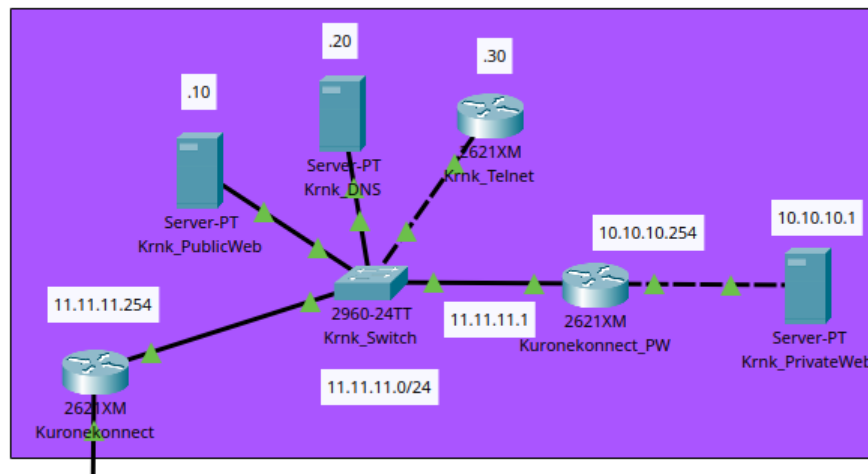 .20
.30
.10
2621XM
Krnk_Telnet
Server-PT
Krnk_DNS
Server-PT
Krnk_PublicWeb
10.10.10.254
10.10.10.1
11.11.11.254
2960-24TT
Krnk_Switch
11.11.11.1
2621XM
Kuronekonnect_PW
Server-PT
Krnk_PrivateWeb
11.11.11.0/24
2621XM
Kuronekonnect